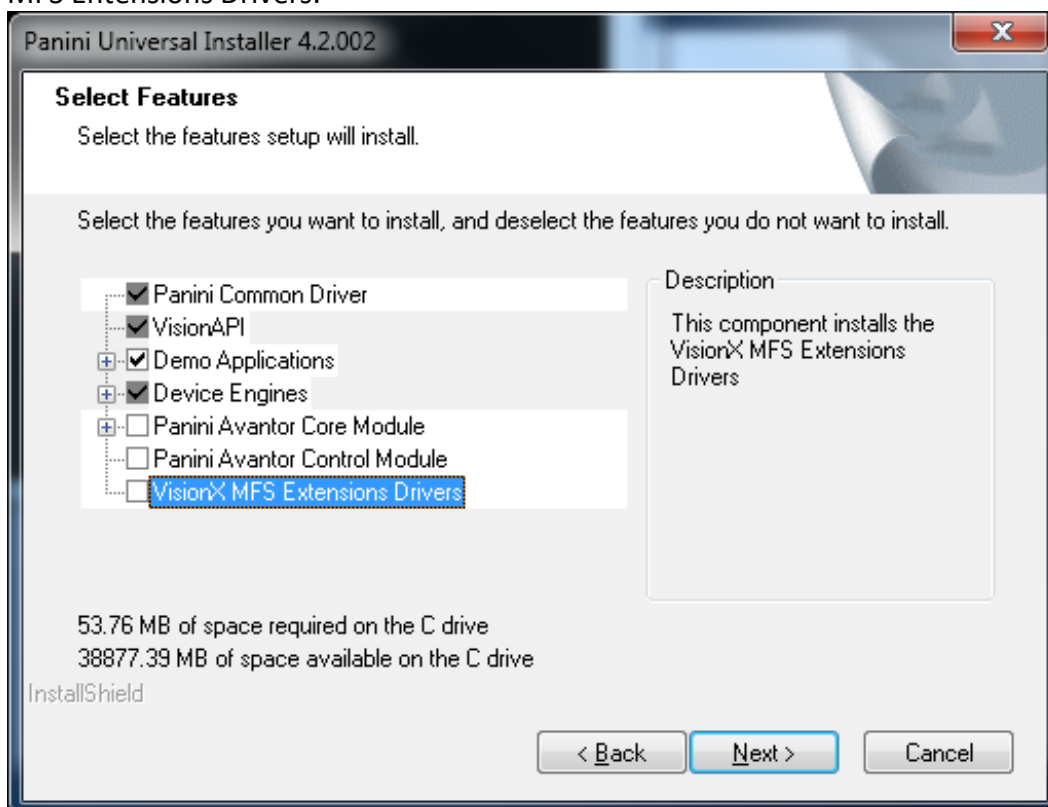 MFS Extensions Drivers.
Panini Universal Installer 4.2.002
Select Features
Select the features setup will install.
Select the features you want to install, and deselect the features you do not want to install.
Panini Common Driver
VisionAPI
Demo Applications
Device Engines
Panini Avantor Core Module
Panini Avantor Control Module
VisionX MFS Extensions Drivers
Description
This component installs the
VisionX MFS Extensions
Drivers
53.76 MB of space required on the C drive
38877.39 MB of space available on the C drive
InstallShield
< Back
Next >
Cancel